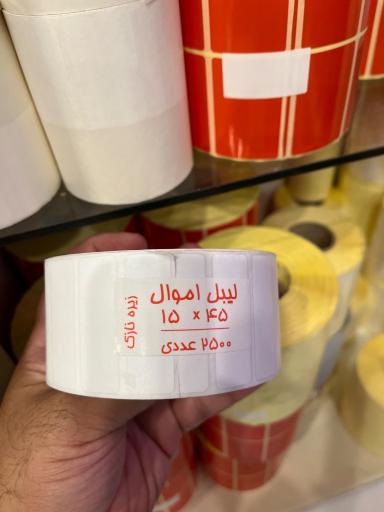 لیبل اموال
۱۵ × ۴۵
۲۵۰۰ عددی
زیره نازک